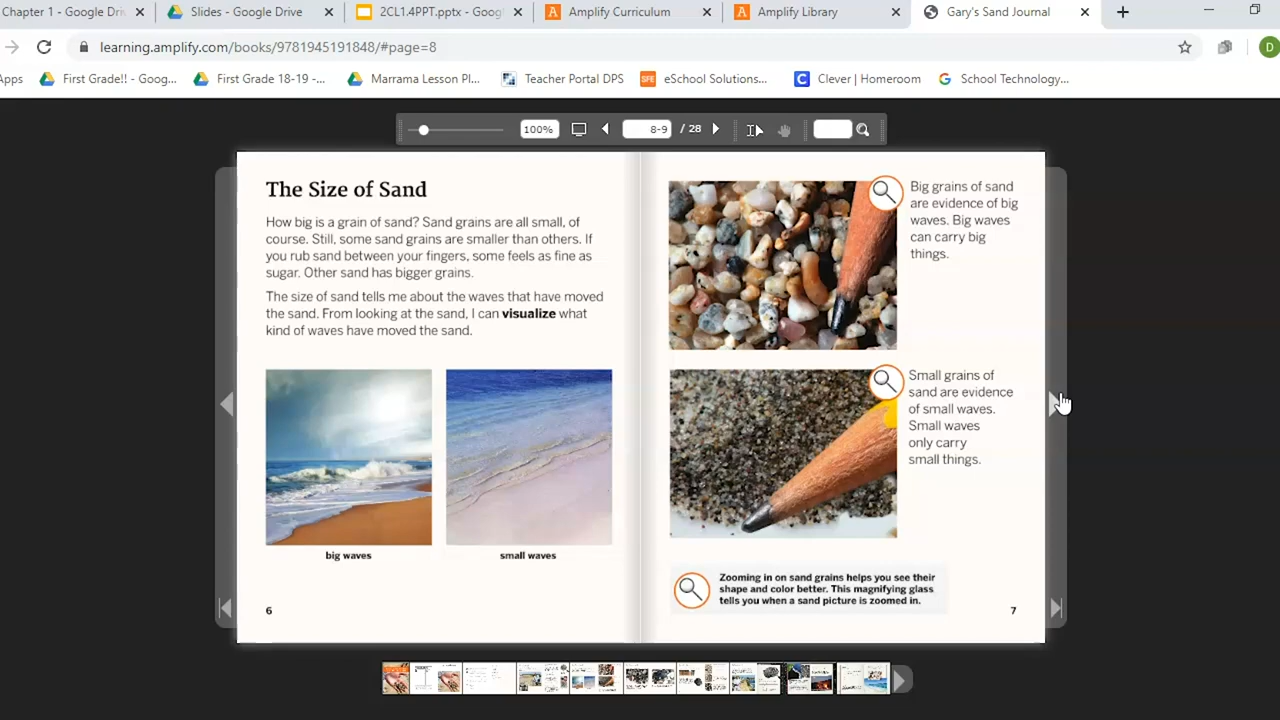 Chapter 1 - Google Driv
Slides - Google Drive
2CL1.4PPT.pptx - Goog
Amplify Curriculum
Amplify Library
Gary's Sand Journal
learning.amplify.com/books/9781945191848/#page=8
D
Apps
First Grade!! - Goog...
First Grade 18-19 -...
Marrama Lesson Pl...
Teacher Portal DPS
SFE eSchool Solutions...
Clever | Homeroom
School Technology...
100%
8-9 / 28
The Size of Sand
How big is a grain of sand? Sand grains are all small, of
course. Still, some sand grains are smaller than others. If
you rub sand between your fingers, some feels as fine as
sugar. Other sand has bigger grains.
The size of sand tells me about the waves that have moved
the sand. From looking at the sand, I can visualize what
kind of waves have moved the sand.
big waves
small waves
6
Big grains of sand
are evidence of big
waves. Big waves
can carry big
things.
Small grains of
sand are evidence
of small waves.
Small waves
only carry
small things.
Zooming in on sand grains helps you see their
shape and color better. This magnifying glass
tells you when a sand picture is zoomed in.
7